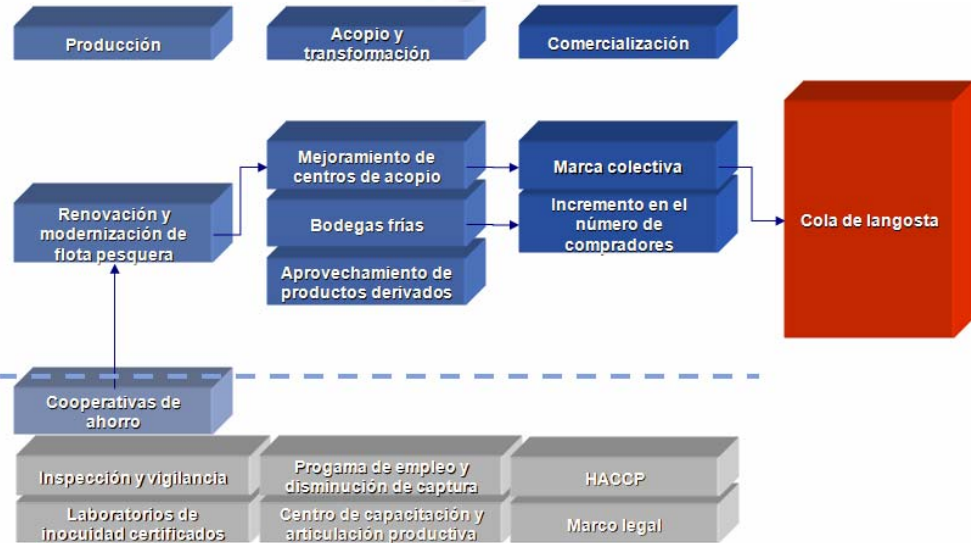 Producción
Acopio y
transformación
Comercialización
Mejoramiento de
centros de acopio
Marca colectiva
Renovación y
modernización de
flota pesquera
Bodegas frías
Incremento en el
número de
compradores
Cola de langosta
Aprovechamiento de
productos derivados
Cooperativas de
ahorro
Inspección y vigilancia
Progama de empleo y
disminución de captura
HACCP
Laboratorios de
inocuidad certificados
Centro de capacitación y
articulación productiva
Marco legal